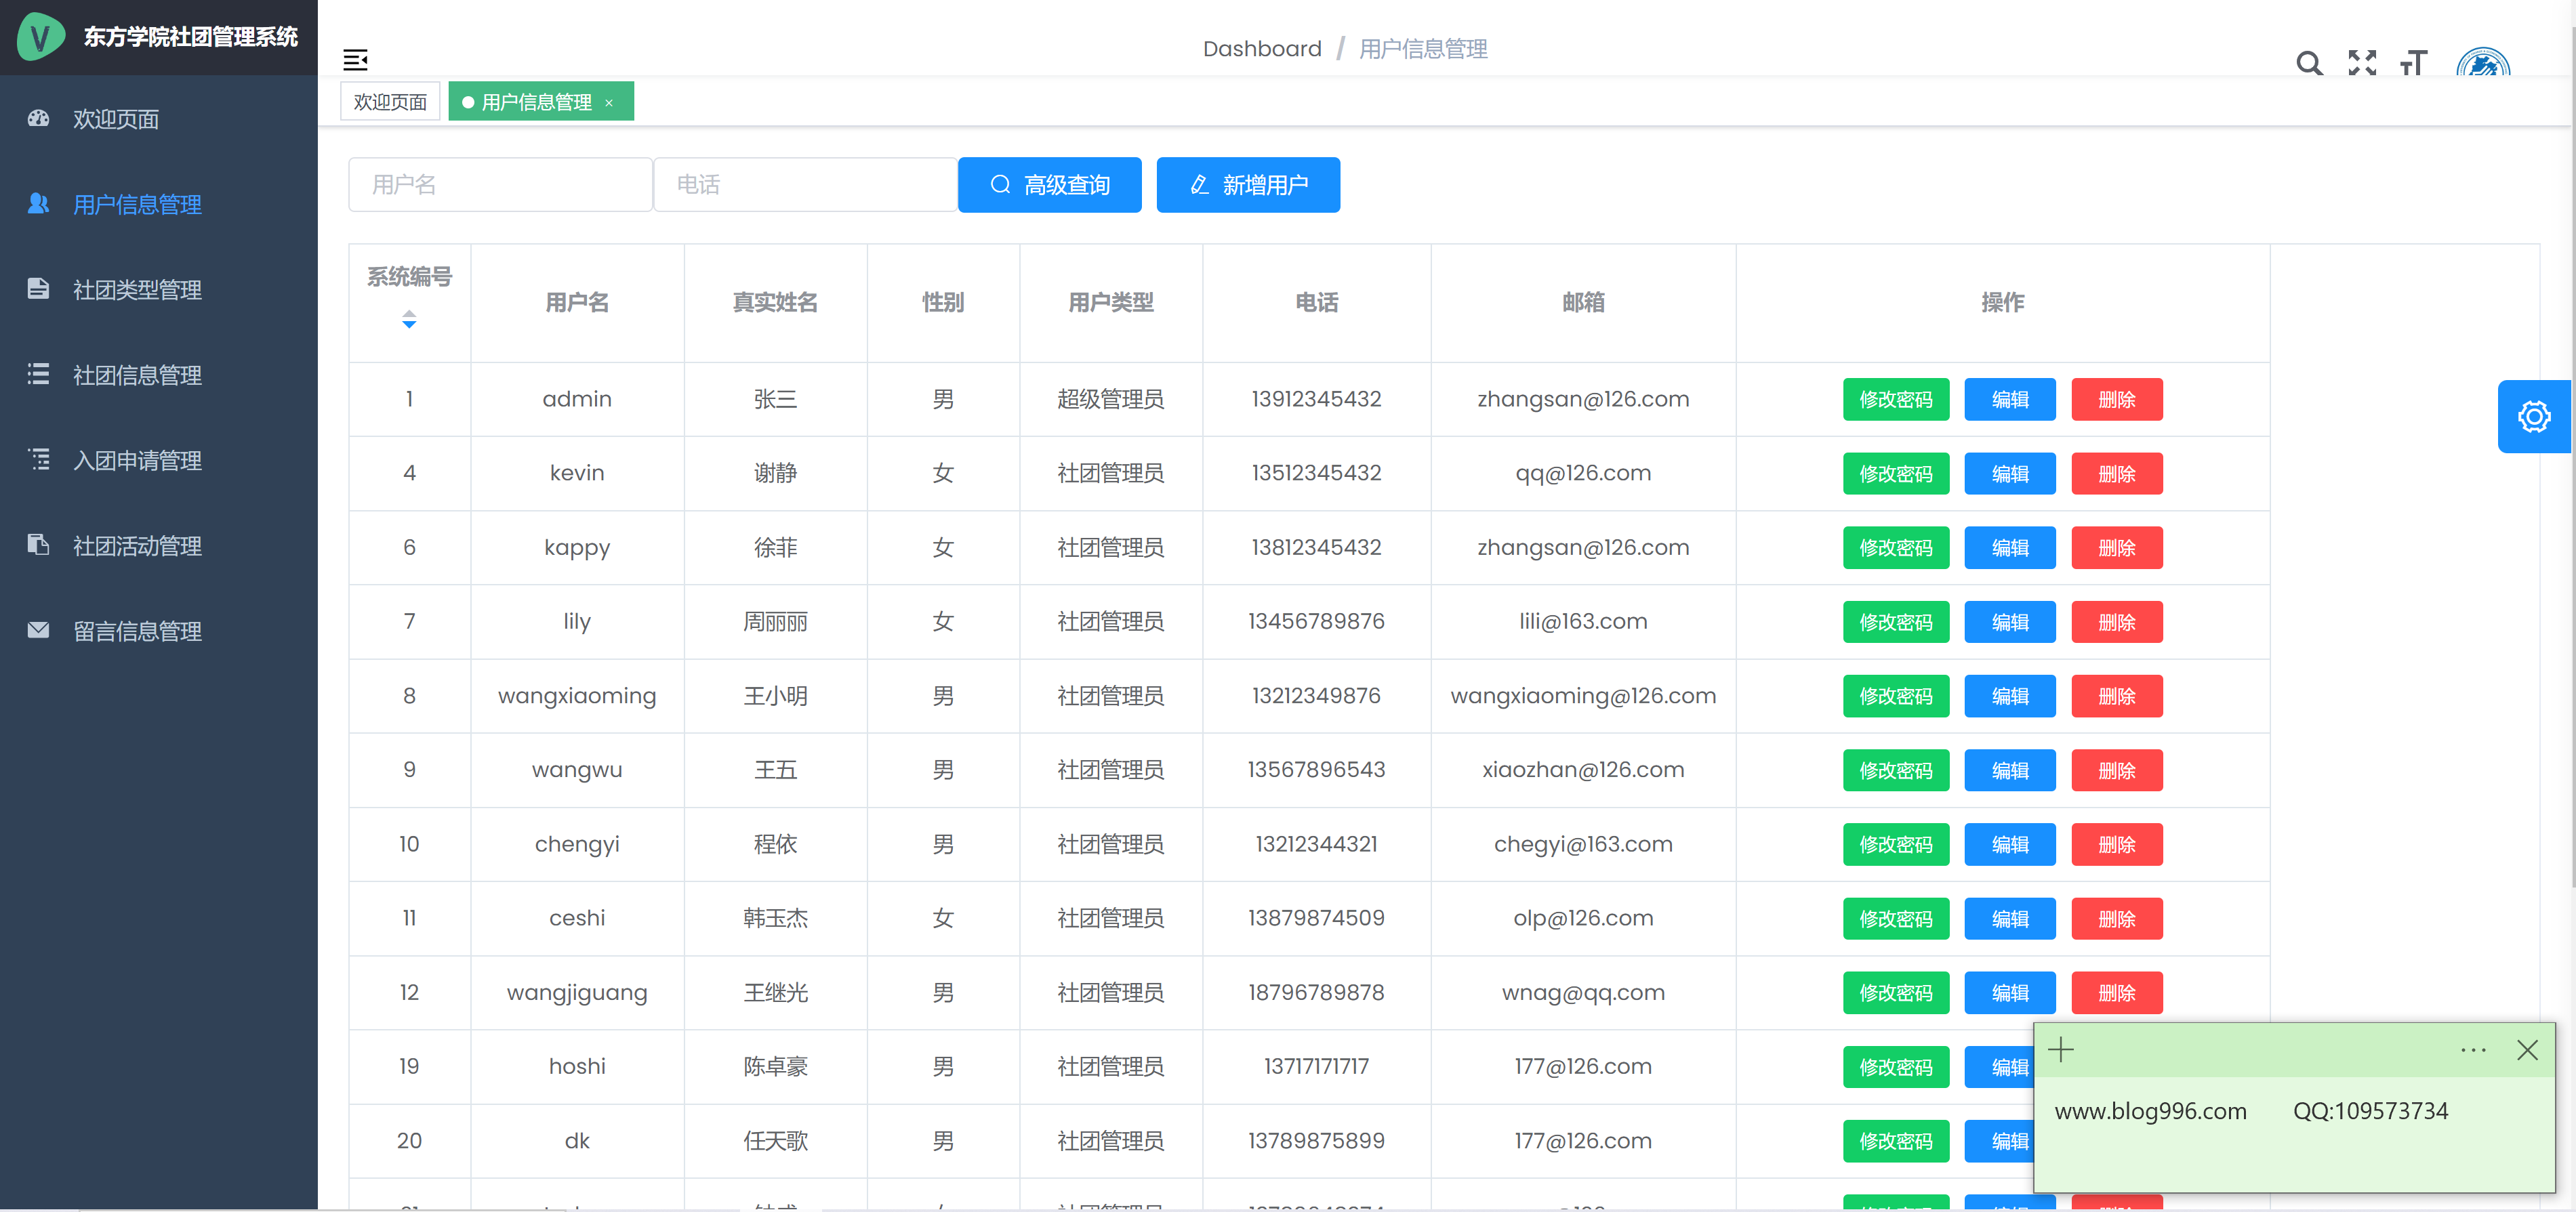 东方学院社团管理系统
Dashboard / 用户信息管理
欢迎页面 用户信息管理 ×
欢迎页面
用户信息管理
社团类型管理
社团信息管理
入团申请管理
社团活动管理
留言信息管理
用户名 电话 高级查询 新增用户
系统编号 用户名 真实姓名 性别 用户类型 电话 邮箱 操作
1 admin 张三 男 超级管理员 13912345432 zhangsan@126.com 修改密码 编辑 删除
4 kevin 谢静 女 社团管理员 13512345432 qq@126.com 修改密码 编辑 删除
6 kappy 徐菲 女 社团管理员 13812345432 zhangsan@126.com 修改密码 编辑 删除
7 lily 周丽丽 女 社团管理员 13456789876 lili@163.com 修改密码 编辑 删除
8 wangxiaoming 王小明 男 社团管理员 13212349876 wangxiaoming@126.com 修改密码 编辑 删除
9 wangwu 王五 男 社团管理员 13567896543 xiaozhan@126.com 修改密码 编辑 删除
10 chengyi 程依 男 社团管理员 13212344321 chegyi@163.com 修改密码 编辑 删除
11 ceshi 韩玉杰 女 社团管理员 13879874509 olp@126.com 修改密码 编辑 删除
12 wangjiguang 王继光 男 社团管理员 18796789878 wnag@qq.com 修改密码 编辑 删除
19 hoshi 陈卓豪 男 社团管理员 13717171717 177@126.com 修改密码 编辑
20 dk 任天歌 男 社团管理员 13789875899 177@126.com 修改密码 编辑
www.blog996.com QQ:109573734